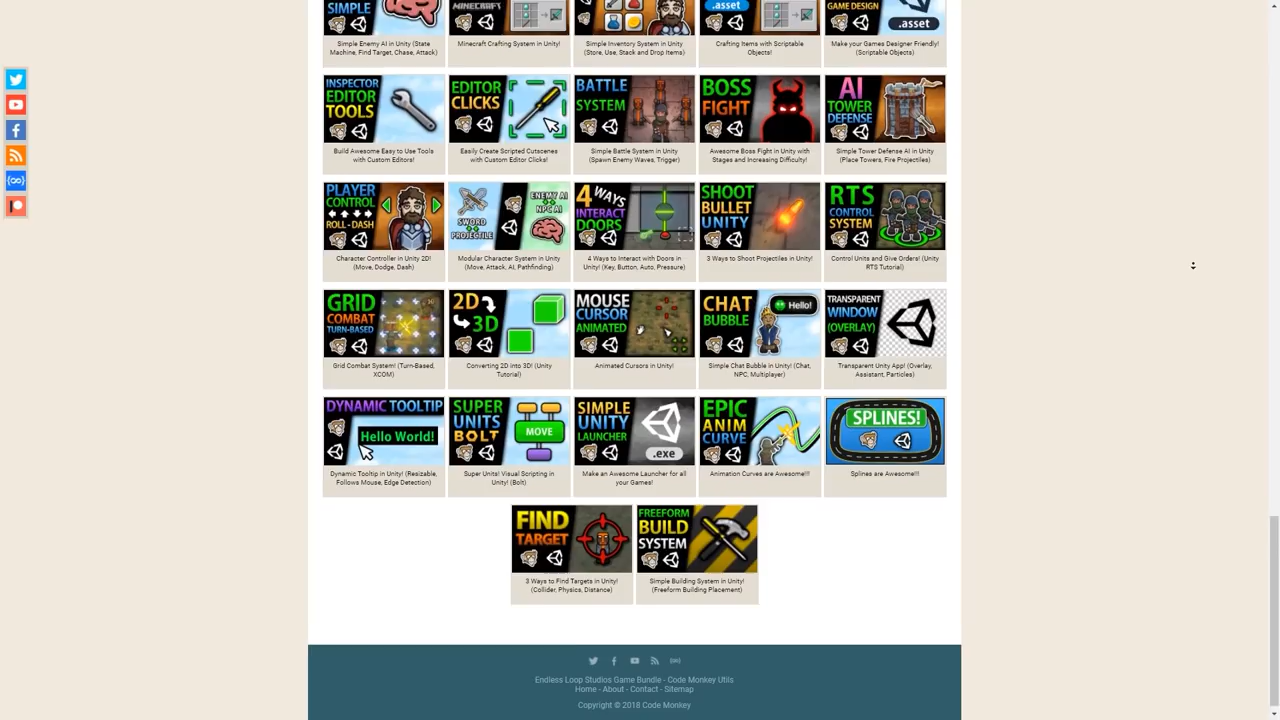 SIMPLE
MINECRAFT
.asset
GAME DESIGN
.asset
Simple Enemy AI in Unity (State
Machine, Find Target, Chase, Attack)
Minecraft Crafting System in Unity!
Simple Inventory System in Unity
(Store, Use, Stack and Drop Items)
Crafting Items with Scriptable
Objects!
Make your Games Designer Friendly!
(Scriptable Objects)
INSPECTOR
EDITOR
TOOLS
EDITOR
CLICKS
BATTLE
SYSTEM
BOSS
FIGHT
AI
TOWER
DEFENSE
Build Awesome Easy to Use Tools
with Custom Editors!
Easily Create Scripted Cutscenes
with Custom Editor Clicks!
Simple Battle System in Unity
(Spawn Enemy Waves, Trigger)
Awesome Boss Fight in Unity with
Stages and Increasing Difficulty!
Simple Tower Defense AI in Unity
(Place Towers, Fire Projectiles)
PLAYER
CONTROL
ROLL - DASH
SWORD
PROJECTILE
ENEMY AI
NPC AI
4 WAYS
INTERACT
DOORS
SHOOT
BULLET
UNITY
RTS
CONTROL
SYSTEM
Character Controller in Unity 2D!
(Move, Dodge, Dash)
Modular Character System in Unity
(Move, Attack, AI, Pathfinding)
4 Ways to Interact with Doors in
Unity! (Key, Button, Auto, Pressure)
3 Ways to Shoot Projectiles in Unity!
Control Units and Give Orders! (Unity
RTS Tutorial)
GRID
COMBAT
TURN-BASED
2D
3D
MOUSE
CURSOR
ANIMATED
CHAT
BUBBLE
Hello!
TRANSPARENT
WINDOW
(OVERLAY)
Grid Combat System! (Turn-Based,
XCOM)
Converting 2D into 3D! (Unity
Tutorial)
Animated Cursors in Unity!
Simple Chat Bubble in Unity! (Chat,
NPC, Multiplayer)
Transparent Unity App! (Overlay,
Assistant, Particles)
DYNAMIC TOOLTIP
Hello World!
SUPER
UNITS
BOLT
MOVE
SIMPLE
UNITY
LAUNCHER
.exe
EPIC
ANIM
CURVE
SPLINES!
Dynamic Tooltip in Unity! (Resizable,
Follows Mouse, Edge Detection)
Super Units! Visual Scripting in
Unity! (Bolt)
Make an Awesome Launcher for all
your Games!
Animation Curves are Awesome!!!
Splines are Awesome!!!
FIND
TARGET
FREEFORM
BUILD
SYSTEM
3 Ways to Find Targets in Unity!
(Collider, Physics, Distance)
Simple Building System in Unity!
(Freeform Building Placement)
Endless Loop Studios Game Bundle - Code Monkey Utils
Home - About - Contact - Sitemap
Copyright © 2018 Code Monkey